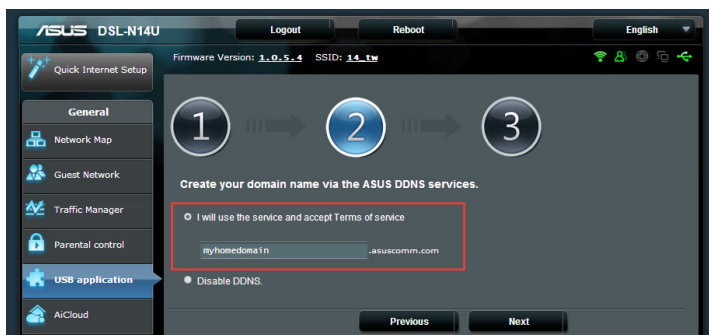 ASUS DSL-N14U Logout Reboot English
Quick Internet Setup
Firmware Version: 1.0.5.4 SSID: 14_tw
General
Network Map
Guest Network
Traffic Manager
Parental control
USB application
AiCloud
1 2 3
Create your domain name via the ASUS DDNS services.
I will use the service and accept Terms of service
myhomedomain .asuscomm.com
Disable DDNS.
Previous Next